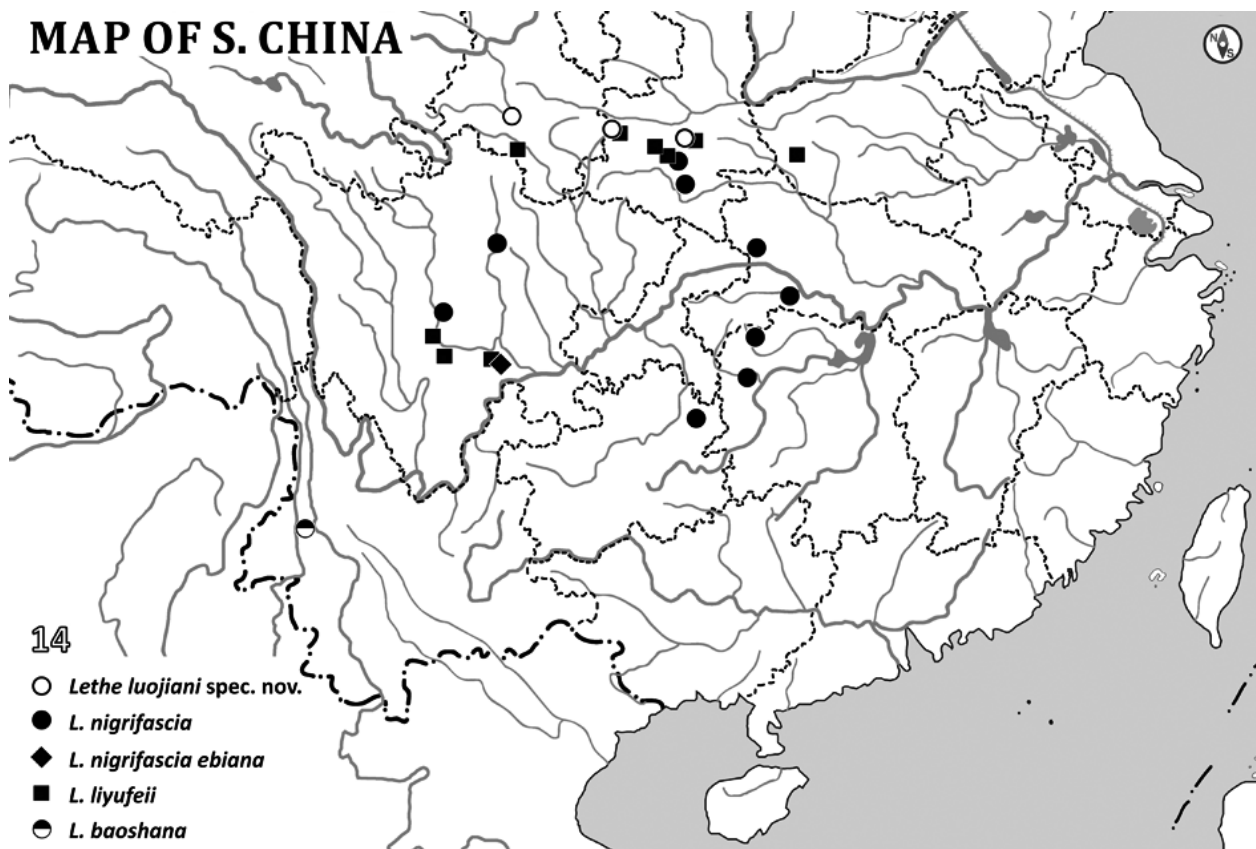 MAP OF S. CHINA
N
S
14
Lethe luojiani spec. nov.
L. nigrifascia
L. nigrifascia ebiana
L. liyufeii
L. baoshana